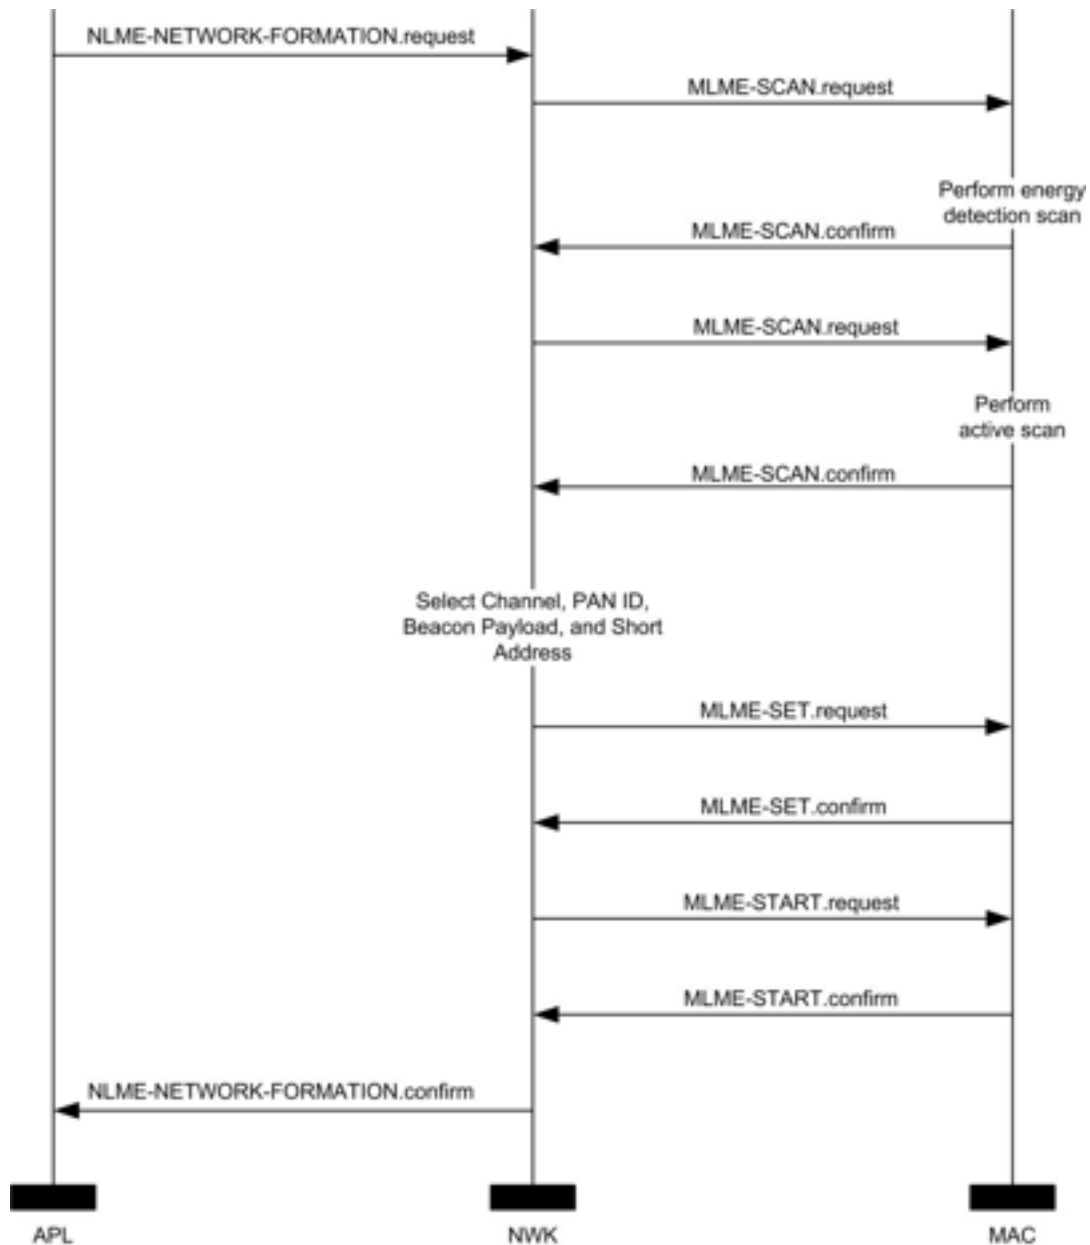 NLME-NETWORK-FORMATION.request
MLME-SCAN.request
Perform energy
detection scan
MLME-SCAN.confirm
MLME-SCAN.request
Perform
active scan
MLME-SCAN.confirm
Select Channel, PAN ID,
Beacon Payload, and Short
Address
MLME-SET.request
MLME-SET.confirm
MLME-START.request
MLME-START.confirm
NLME-NETWORK-FORMATION.confirm
APL
NWK
MAC